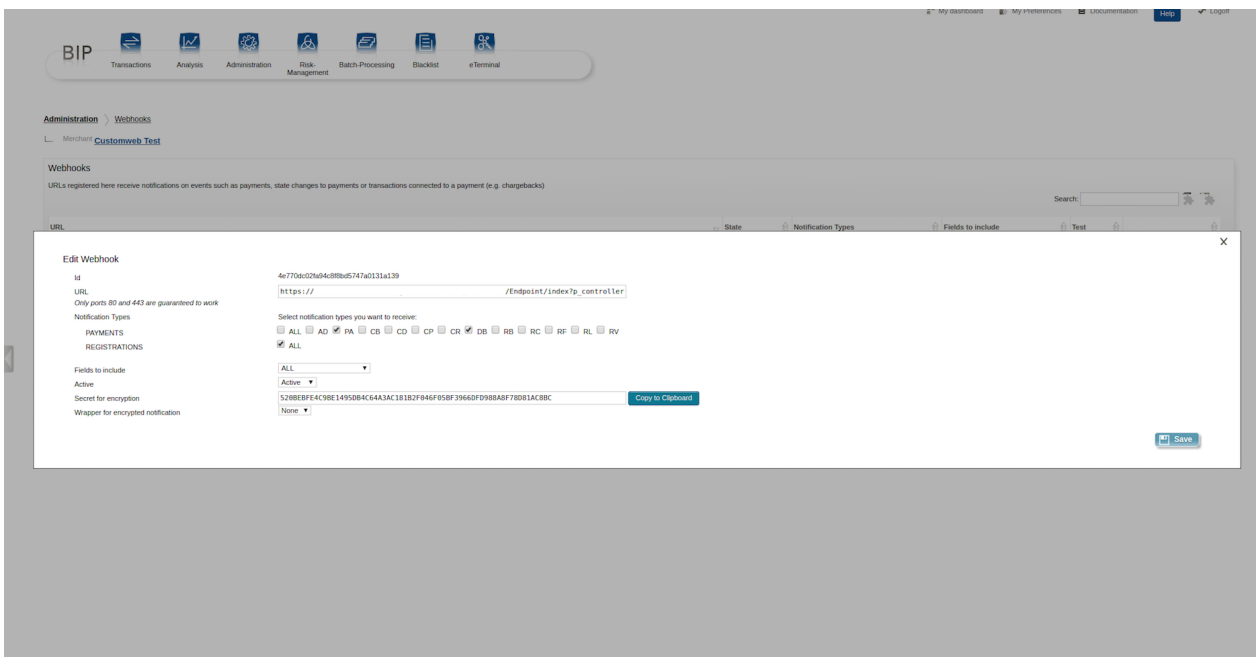 My dashboard My Preferences Documentation Help Logoff
BIP
Transactions Analysis Administration Risk-Management Batch-Processing Blacklist eTerminal
Administration Webhooks
Merchant Customweb Test
Webhooks
URLs registered here receive notifications on events such as payments, state changes to payments or transactions connected to a payment (e.g. chargebacks)
Search:
URL State Notification Types Fields to include Test
X
Edit Webhook
Id 4e770dc02fa94c8f8bd5747a0131a139
URL https:// /Endpoint/index?p_controller
Only ports 80 and 443 are guaranteed to work
Notification Types Select notification types you want to receive:
PAYMENTS ALL AD PA CB CD CP CR DB RB RC RF RL RV
REGISTRATIONS ALL
Fields to include ALL
Active Active
Secret for encryption 520BEBFE4C9BE1495DB4C64A3AC181B2F046F05BF3966DFD988A8F78D81AC8BC Copy to Clipboard
Wrapper for encrypted notification None
Save